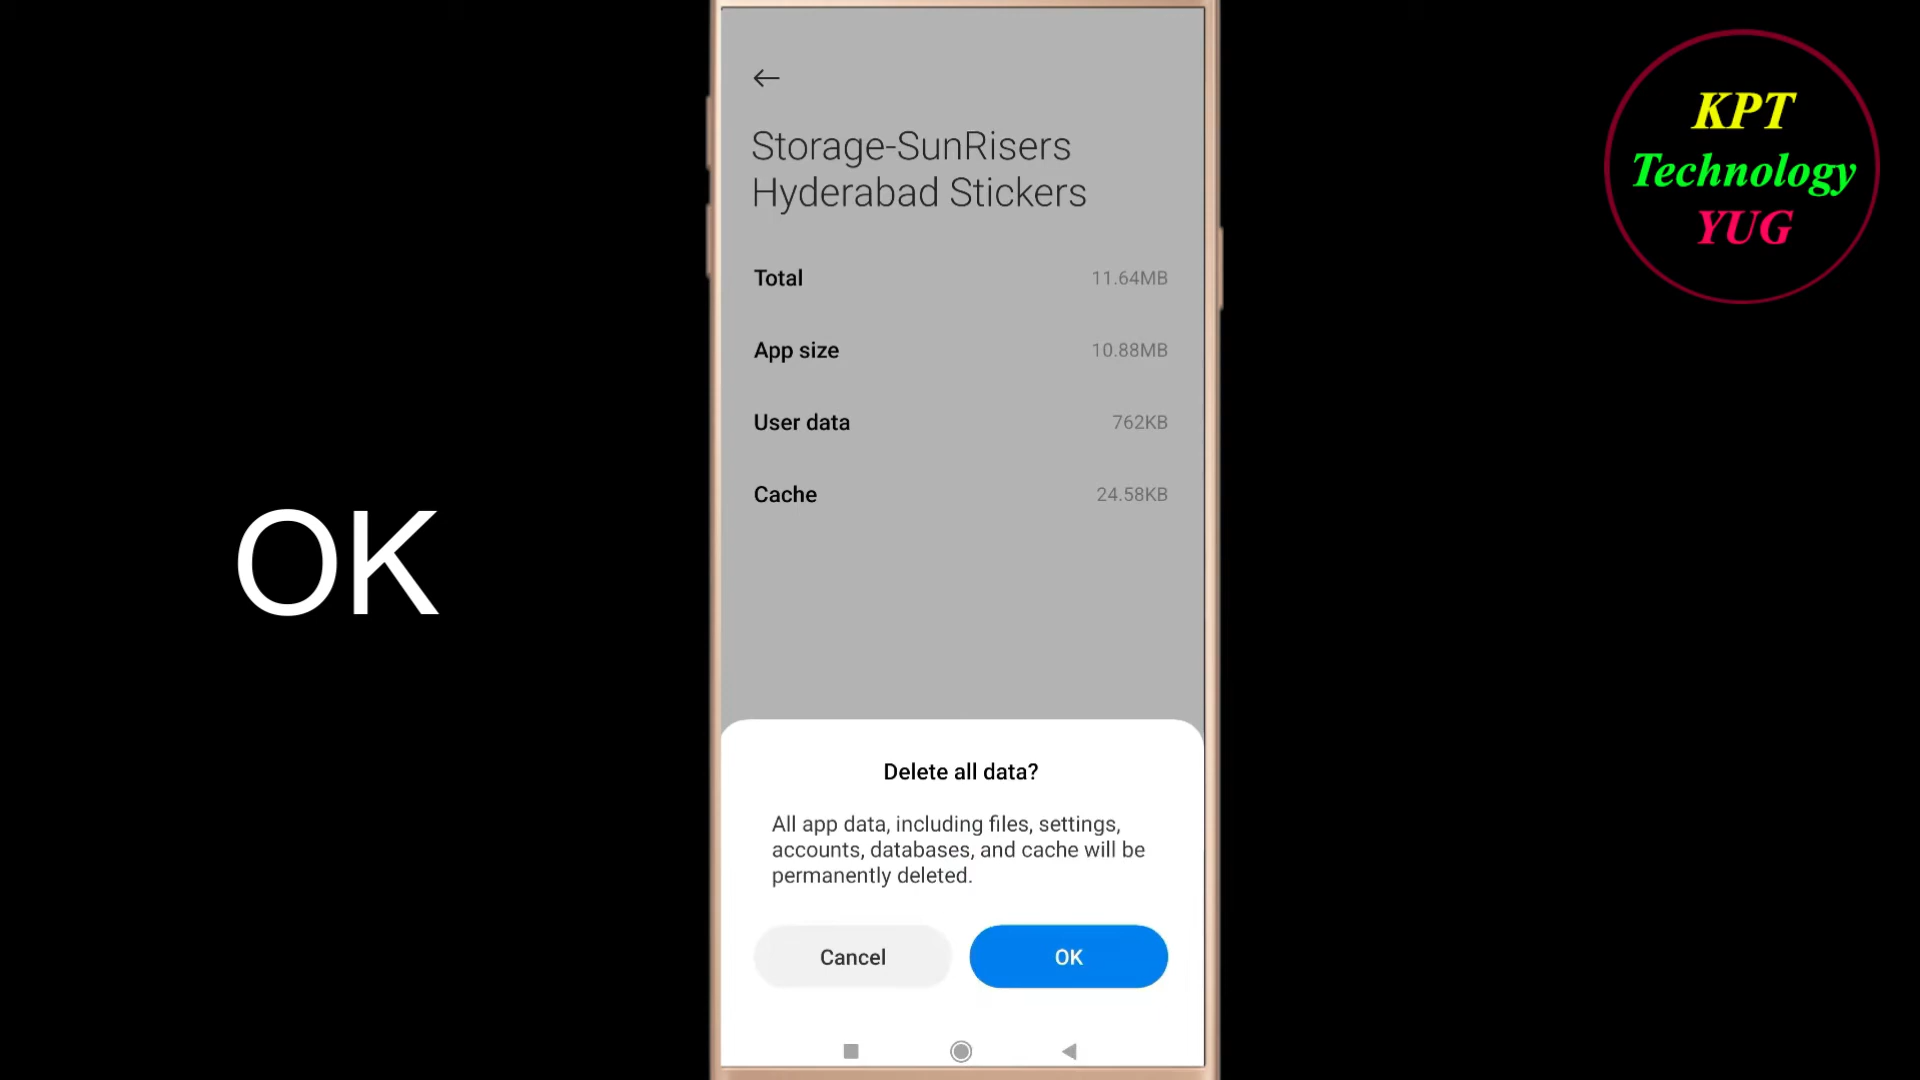 KPT
Technology
YUG
OK
Storage-SunRisers
Hyderabad Stickers
Total 11.64MB
App size 10.88MB
User data 762KB
Cache 24.58KB
Delete all data?
All app data, including files, settings,
accounts, databases, and cache will be
permanently deleted.
Cancel OK